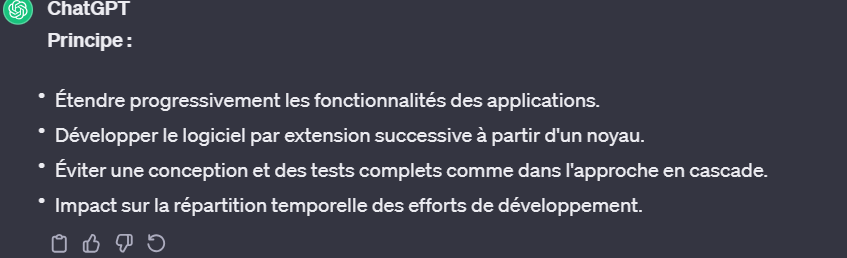 ChatGPT
Principe :
• Étendre progressivement les fonctionnalités des applications.
• Développer le logiciel par extension successive à partir d'un noyau.
• Éviter une conception et des tests complets comme dans l'approche en cascade.
• Impact sur la répartition temporelle des efforts de développement.